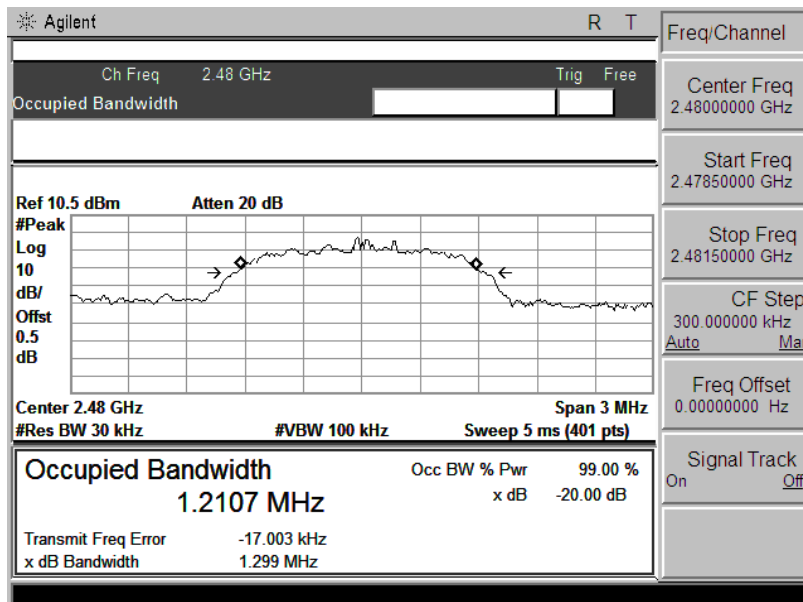 Agilent R T
Freq/Channel
Ch Freq 2.48 GHz Trig Free
Occupied Bandwidth
Center Freq
2.48000000 GHz
Start Freq
2.47850000 GHz
Stop Freq
2.48150000 GHz
CF Step
300.000000 kHz
Auto Ma
Freq Offset
0.00000000 Hz
Signal Track
On Off
Ref 10.5 dBm Atten 20 dB
#Peak
Log
10
dB/
Offst
0.5
dB
Center 2.48 GHz Span 3 MHz
#Res BW 30 kHz #VBW 100 kHz Sweep 5 ms (401 pts)
Occupied Bandwidth Occ BW % Pwr 99.00 %
1.2107 MHz x dB -20.00 dB
Transmit Freq Error -17.003 kHz
x dB Bandwidth 1.299 MHz